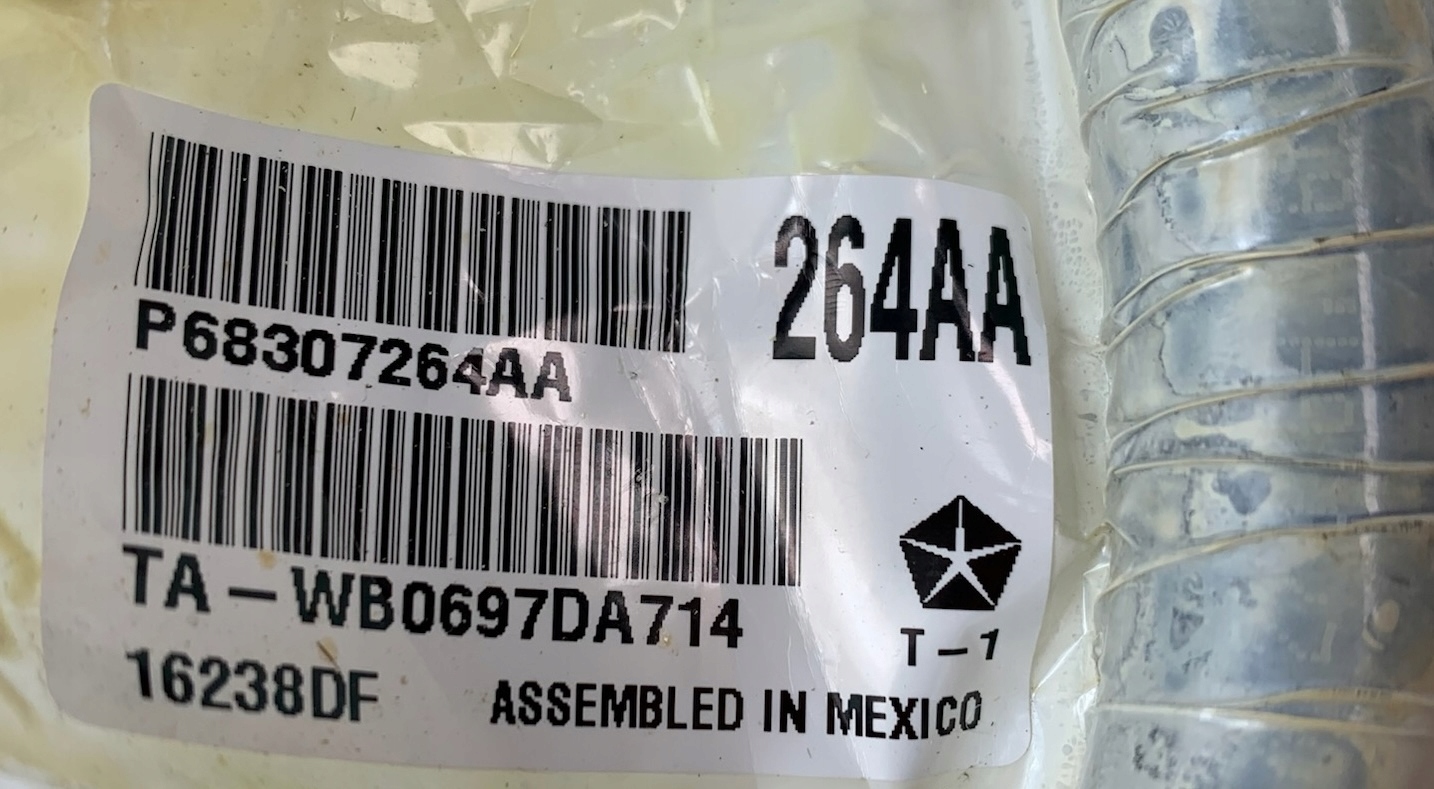 P68307264AA
264AA
TA-WB0697DA714
T-1
16238DF
ASSEMBLED IN MEXICO